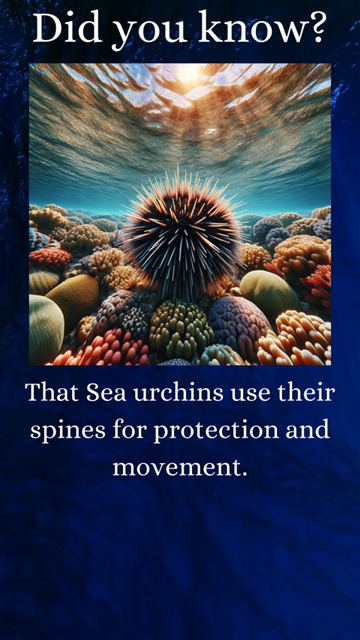 Did you know?
That Sea urchins use their
spines for protection and
movement.